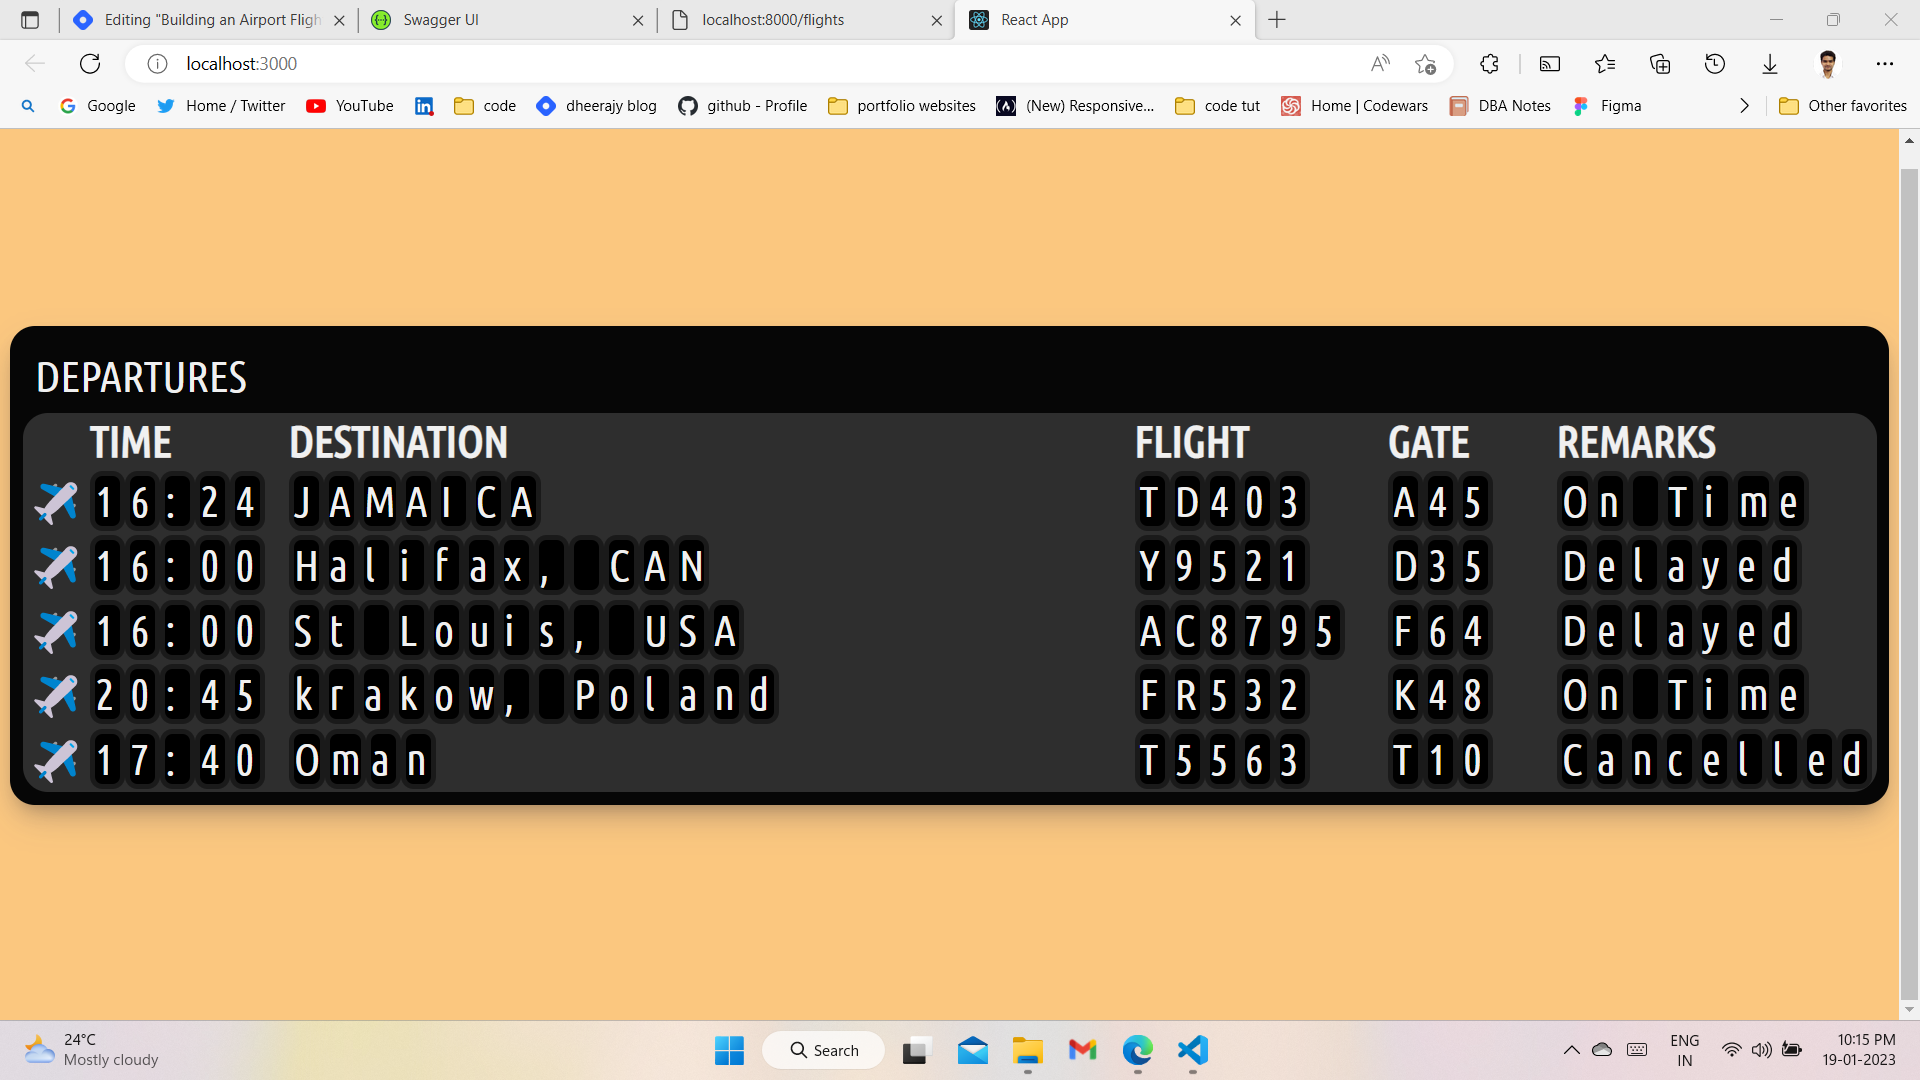 Editing "Building an Airport Fligh
Swagger UI
localhost:8000/flights
React App
localhost:3000
Google
Home / Twitter
YouTube
code
dheerajy blog
github - Profile
portfolio websites
(New) Responsive...
code tut
Home | Codewars
DBA Notes
Figma
Other favorites
DEPARTURES
TIME DESTINATION FLIGHT GATE REMARKS
16:24 JAMAICA TD403 A45 On Time
16:00 Halifax, CAN Y9521 D35 Delayed
16:00 St Louis, USA AC8795 F64 Delayed
20:45 krakow, Poland FR532 K48 On Time
17:40 Oman T5563 T10 Cancelled
24°C
Mostly cloudy
Search
ENG
IN
10:15 PM
19-01-2023